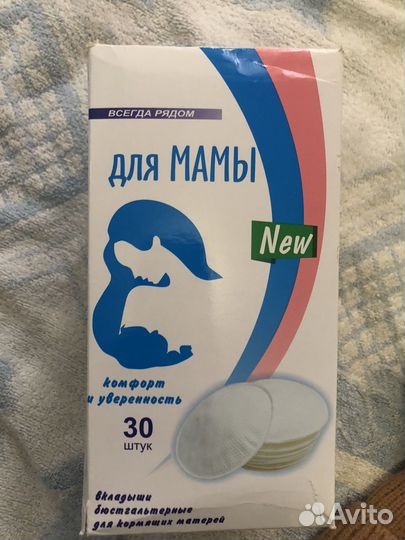 ВСЕГДА РЯДОМ
для МАМЫ
New
комфорт
и уверенность
30
штук
вкладыши
бюстгальтерные
для кормящих матерей
Avito